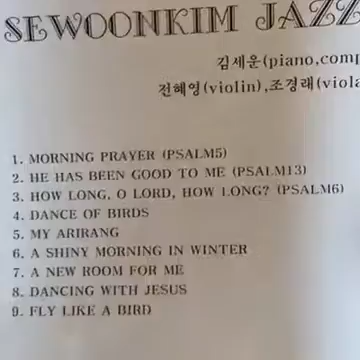 SEWOONKIM JAZZ
김세운(piano,comp
전혜영(violin),조경래(viola
1. MORNING PRAYER (PSALM5)
2. HE HAS BEEN GOOD TO ME (PSALM13)
3. HOW LONG, O LORD, HOW LONG? (PSALM6)
4. DANCE OF BIRDS
5. MY ARIRANG
6. A SHINY MORNING IN WINTER
7. A NEW ROOM FOR ME
8. DANCING WITH JESUS
9. FLY LIKE A BIRD